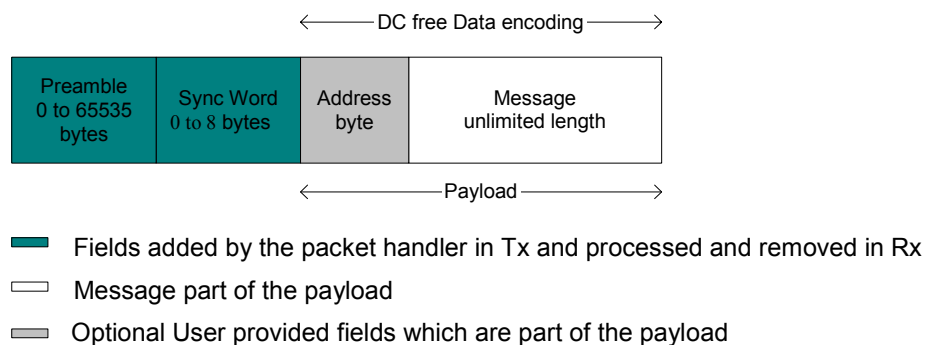 DC free Data encoding
Preamble
0 to 65535
bytes
Sync Word
0 to 8 bytes
Address
byte
Message
unlimited length
Payload
Fields added by the packet handler in Tx and processed and removed in Rx
Message part of the payload
Optional User provided fields which are part of the payload